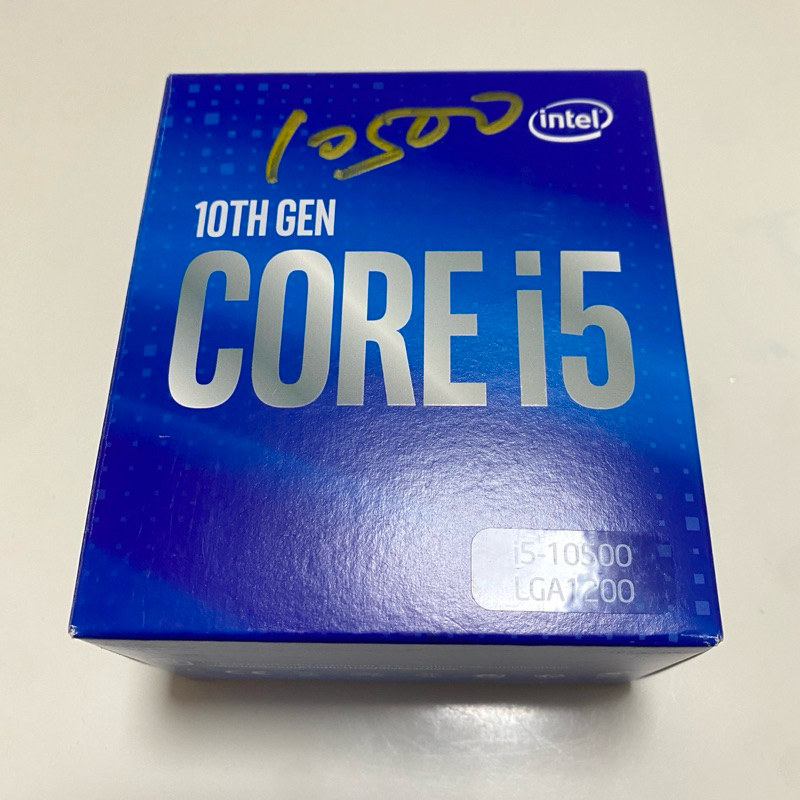 10500
intel
10TH GEN
CORE i5
i5-10500
LGA1200